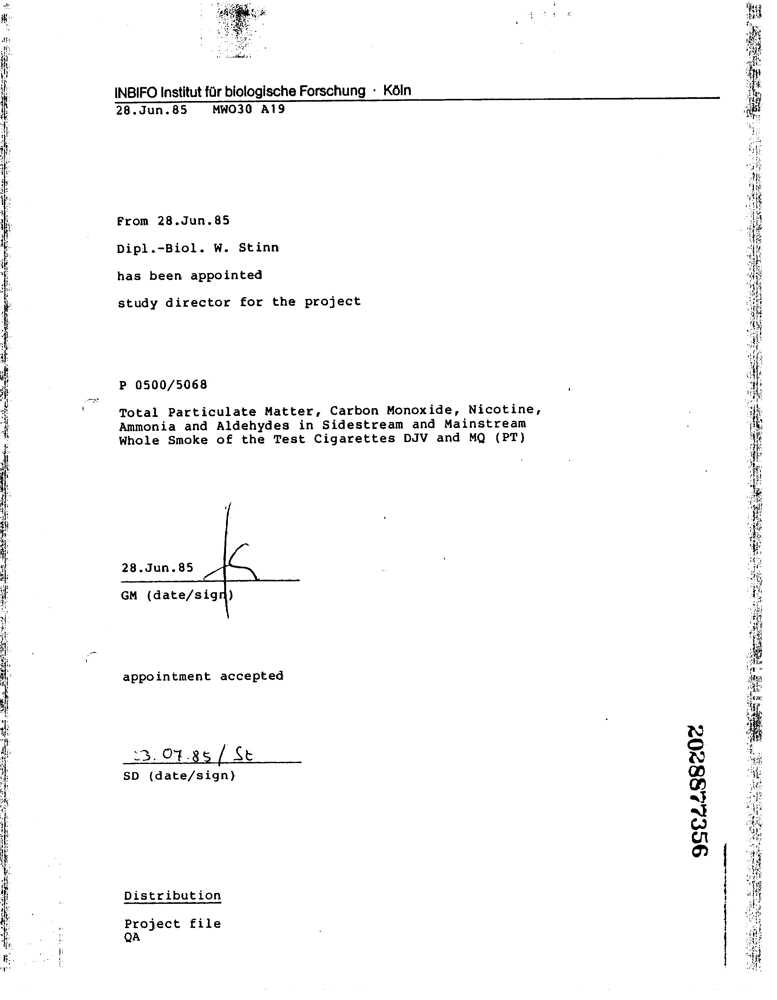 INBIFO Institut für biologische Forschung · Köln
28.Jun.85 MWO30 A19
From 28.Jun.85
Dipl.-Biol. W. Stinn
has been appointed
study director for the project
P 0500/5068
Total Particulate Matter, Carbon Monoxide, Nicotine,
Ammonia and Aldehydes in Sidestream and Mainstream
Whole Smoke of the Test Cigarettes DJV and MQ (PT)
28.Jun.85
GM (date/sign)
appointment accepted
07.85 / St
SD (date/sign)
2028877356
Distribution
Project file
QA